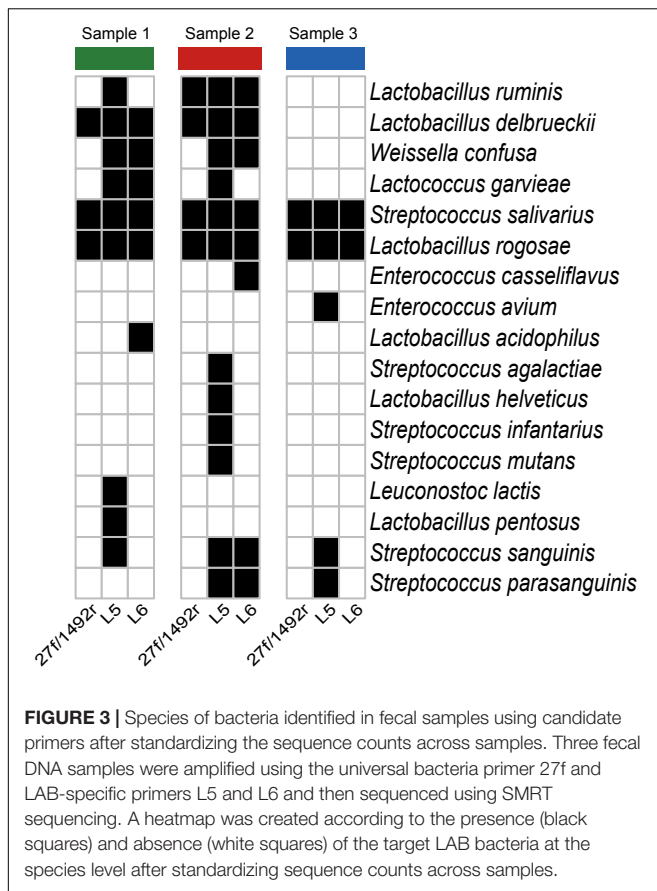 Sample 1 Sample 2 Sample 3
Lactobacillus ruminis
Lactobacillus delbrueckii
Weissella confusa
Lactococcus garvieae
Streptococcus salivarius
Lactobacillus rogosae
Enterococcus casseliflavus
Enterococcus avium
Lactobacillus acidophilus
Streptococcus agalactiae
Lactobacillus helveticus
Streptococcus infantarius
Streptococcus mutans
Leuconostoc lactis
Lactobacillus pentosus
Streptococcus sanguinis
Streptococcus parasanguinis
27f/1492r L5 L6 27f/1492r L5 L6 27f/1492r L5 L6
FIGURE 3 | Species of bacteria identified in fecal samples using candidate
primers after standardizing the sequence counts across samples. Three fecal
DNA samples were amplified using the universal bacteria primer 27f and
LAB-specific primers L5 and L6 and then sequenced using SMRT
sequencing. A heatmap was created according to the presence (black
squares) and absence (white squares) of the target LAB bacteria at the
species level after standardizing sequence counts across samples.